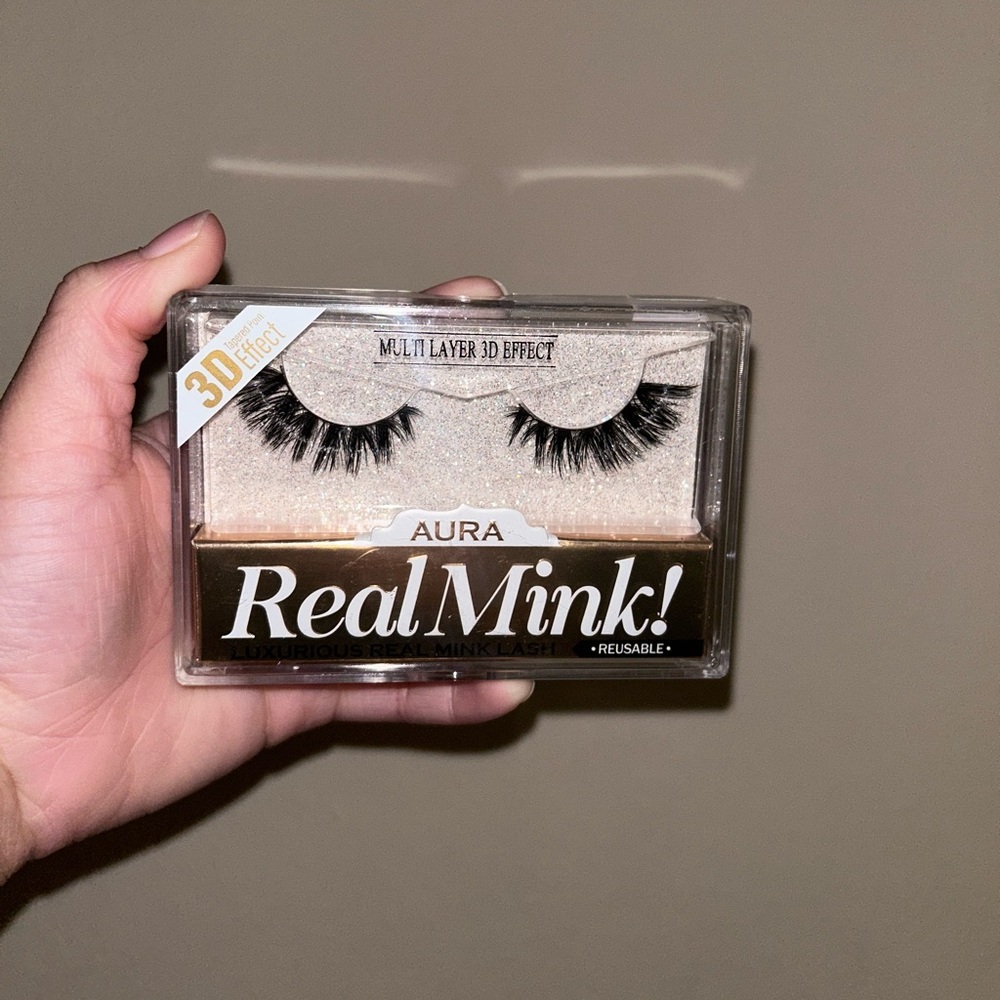 3D
Tapered Point
Effect
MULTI LAYER 3D EFFECT
AURA
Real Mink!
LUXURIOUS REAL MINK LASH
•REUSABLE•